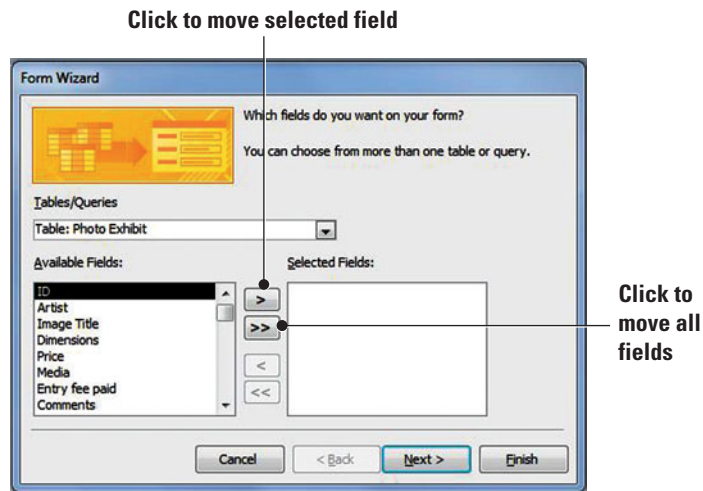 Click to move selected field
Form Wizard
Which fields do you want on your form?
You can choose from more than one table or query.
Tables/Queries
Table: Photo Exhibit
Available Fields:
Selected Fields:
ID
Artist
Image Title
Dimensions
Price
Media
Entry fee paid
Comments
>
>>
<
<<
Click to
move all
fields
Cancel
< Back
Next >
Finish